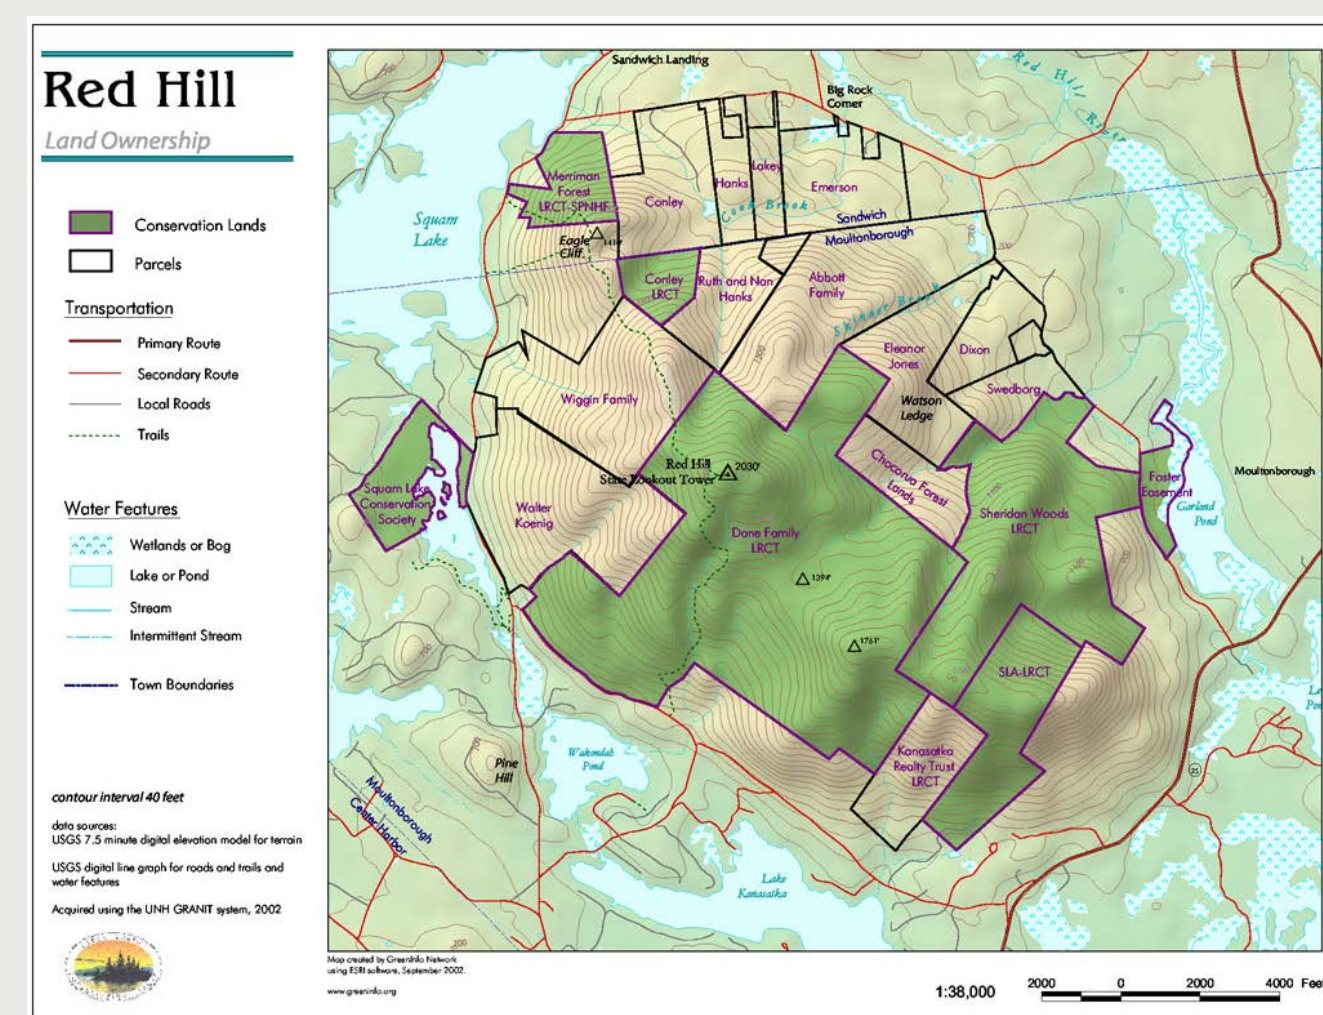 Red Hill
Land Ownership
Conservation Lands
Parcels
Transportation
Primary Route
Secondary Route
Local Roads
Trails
Water Features
Wetlands or Bog
Lake or Pond
Stream
Intermittent Stream
Town Boundaries
contour interval 40 feet
data sources:
USGS 7.5 minute digital elevation model for terrain
USGS digital line graph for roads and trails and
water features
Acquired using the UNH GRANIT system, 2002
Sandwich Landing
Big Rock
Corner
Red Hill River
Merriman
Forest
LRCT-SPNHF
Squam
Lake
Eagle
Cliff
Conley
Hanks
Lakey
Emerson
Cook Brook
Sandwich
Moultonborough
Conley
LRCT
Ruth and Nan
Hanks
Abbott
Family
Skinner Brook
Eleanor
Jones
Dixon
Swedborg
Watson
Ledge
Wiggin Family
Red Hill
State Lookout Tower
2030'
Chocorua Forest
Lands
Squam Lake
Conservation
Society
Walter
Koenig
Dane Family
LRCT
Sheridan Woods
LRCT
Foster
Easement
Garland
Pond
Moultonborough
1394'
1761'
SLA-LRCT
Kanasatka
Realty Trust
LRCT
Wakondah
Pond
Pine
Hill
Moultonborough
Center Harbor
Lake
Kanasatka
25
700
200
Map created by GreenInfo Network
using ESRI software, September 2002.
www.greeninfo.org
1:38,000
2000 0 2000 4000 Feet